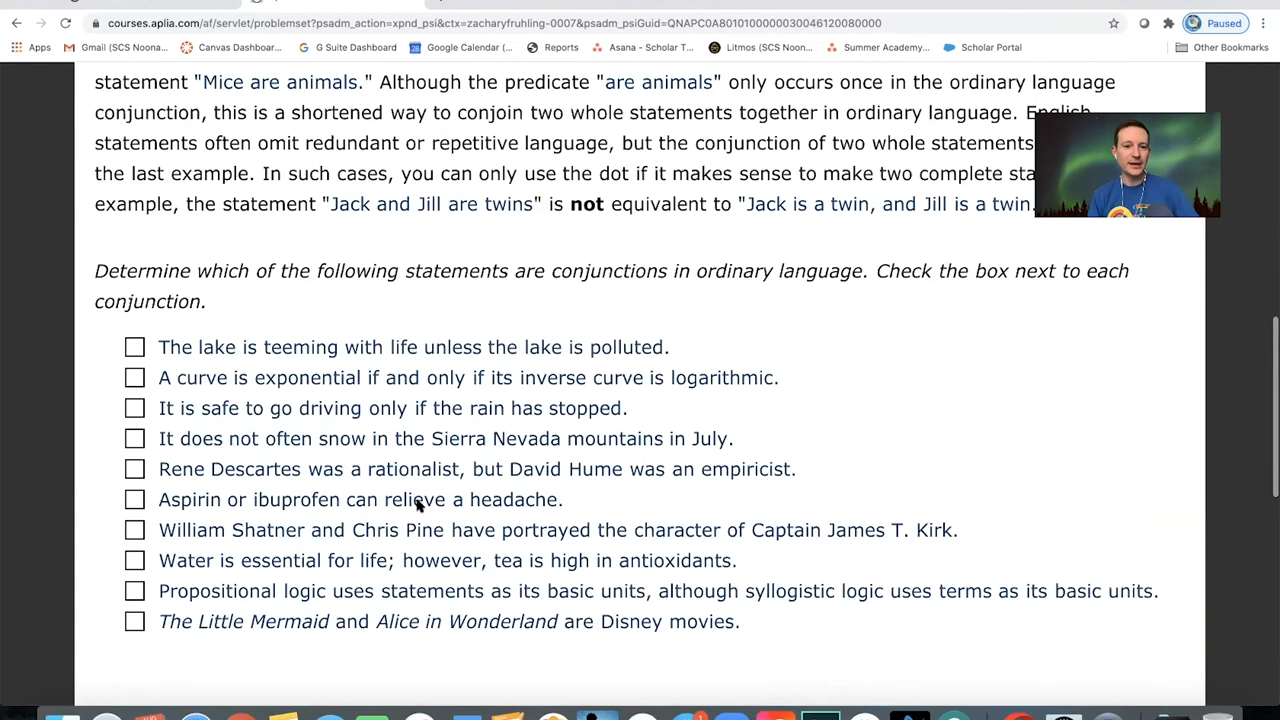 courses.aplia.com/af/servlet/problemset?psadm_action=xpnd_psi&ctx=zacharyfruhling-0007&psadm_psiGuid=QNAPC0A8010100000030046120080000
Paused
Apps Gmail (SCS Noona... Canvas Dashboar... G Suite Dashboard Google Calendar (... Reports Asana - Scholar T... Litmos (SCS Noona... Summer Academy... Scholar Portal Other Bookmarks
statement "Mice are animals." Although the predicate "are animals" only occurs once in the ordinary language
conjunction, this is a shortened way to conjoin two whole statements together in ordinary language. English
statements often omit redundant or repetitive language, but the conjunction of two whole statements
the last example. In such cases, you can only use the dot if it makes sense to make two complete sta
example, the statement "Jack and Jill are twins" is not equivalent to "Jack is a twin, and Jill is a twin.
Determine which of the following statements are conjunctions in ordinary language. Check the box next to each
conjunction.
The lake is teeming with life unless the lake is polluted.
A curve is exponential if and only if its inverse curve is logarithmic.
It is safe to go driving only if the rain has stopped.
It does not often snow in the Sierra Nevada mountains in July.
Rene Descartes was a rationalist, but David Hume was an empiricist.
Aspirin or ibuprofen can relieve a headache.
William Shatner and Chris Pine have portrayed the character of Captain James T. Kirk.
Water is essential for life; however, tea is high in antioxidants.
Propositional logic uses statements as its basic units, although syllogistic logic uses terms as its basic units.
The Little Mermaid and Alice in Wonderland are Disney movies.